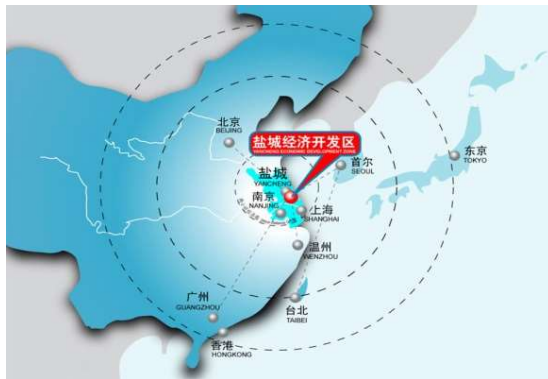 北京
BEIJING
盐城经济开发区
YANCHENG ECONOMIC DEVELOPMENT ZONE
首尔
SEOUL
东京
TOKYO
盐城
YANCHENG
南京
NANJING
上海
SHANGHAI
温州
WENZHOU
广州
GUANGZHOU
台北
TAIBEI
香港
HONGKONG